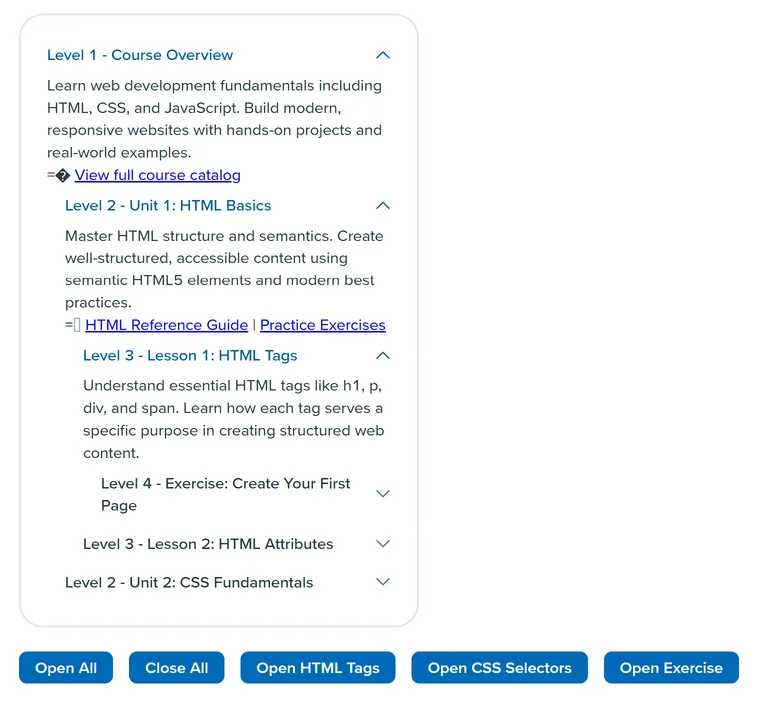 Level 1 - Course Overview
Learn web development fundamentals including
HTML, CSS, and JavaScript. Build modern,
responsive websites with hands-on projects and
real-world examples.
=� View full course catalog
Level 2 - Unit 1: HTML Basics
Master HTML structure and semantics. Create
well-structured, accessible content using
semantic HTML5 elements and modern best
practices.
=▯ HTML Reference Guide | Practice Exercises
Level 3 - Lesson 1: HTML Tags
Understand essential HTML tags like h1, p,
div, and span. Learn how each tag serves a
specific purpose in creating structured web
content.
Level 4 - Exercise: Create Your First
Page
Level 3 - Lesson 2: HTML Attributes
Level 2 - Unit 2: CSS Fundamentals
Open All Close All Open HTML Tags Open CSS Selectors Open Exercise